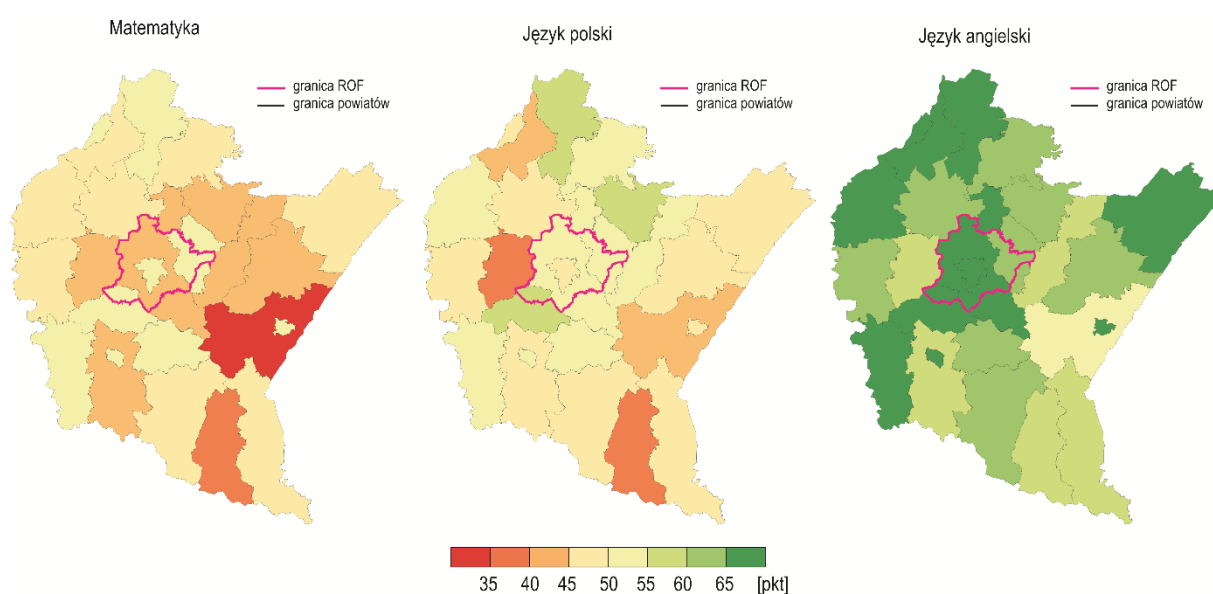 Matematyka
granica ROF
granica powiatów
Język polski
granica ROF
granica powiatów
Język angielski
granica ROF
granica powiatów
35 40 45 50 55 60 65 [pkt]